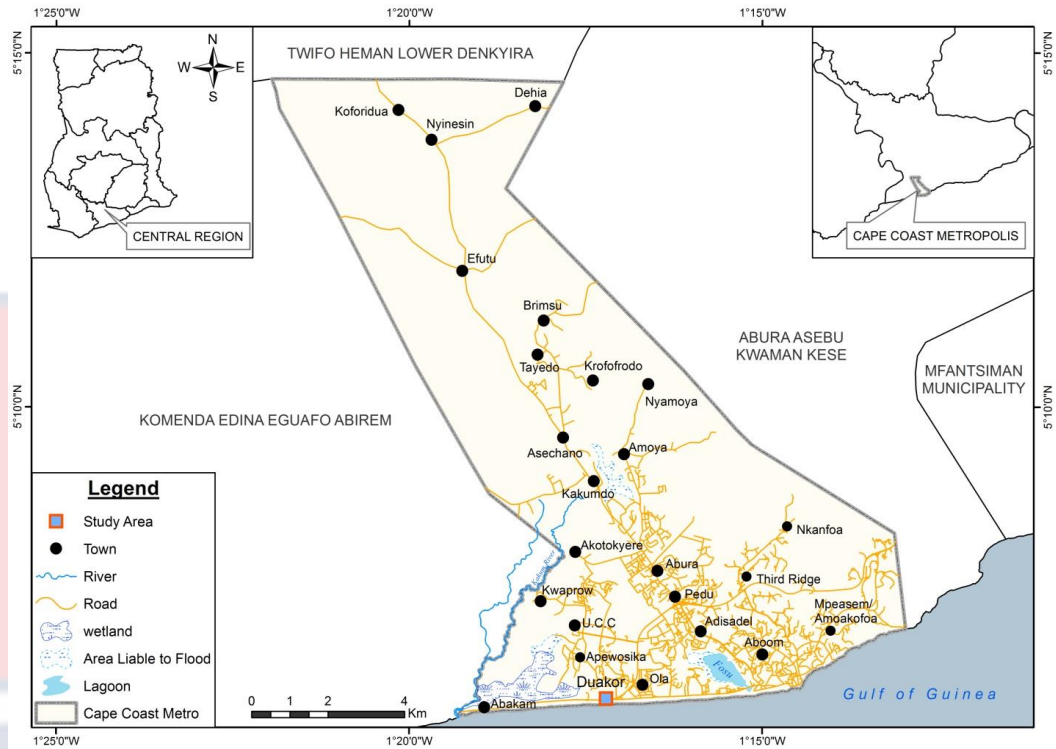 1°25'0"W
1°20'0"W
1°15'0"W
5°15'0"N
5°15'0"N
N
W
E
S
CENTRAL REGION
TWIFO HEMAN LOWER DENKYIRA
CAPE COAST METROPOLIS
Dehia
Koforidua
Nyinesin
Efutu
Brimsu
ABURA ASEBU
KWAMAN KESE
Tayedo
Krofofrodo
MFANTSIMAN
MUNICIPALITY
Nyamoya
5°10'0"N
5°10'0"N
KOMENDA EDINA EGUAFO ABIREM
Asechano
Amoya
Kakumdo
Nkanfoa
Akotokyere
Abura
Third Ridge
Kakum River
Kwaprow
Pedu
Mpeasem/
Amoakofoa
U.C.C
Adisadel
Apewosika
Aboom
Duakor
Ola
Fosu
Abakam
Gulf of Guinea
Legend
Study Area
Town
River
Road
wetland
Area Liable to Flood
Lagoon
Cape Coast Metro
0 1 2 4
Km
1°25'0"W
1°20'0"W
1°15'0"W